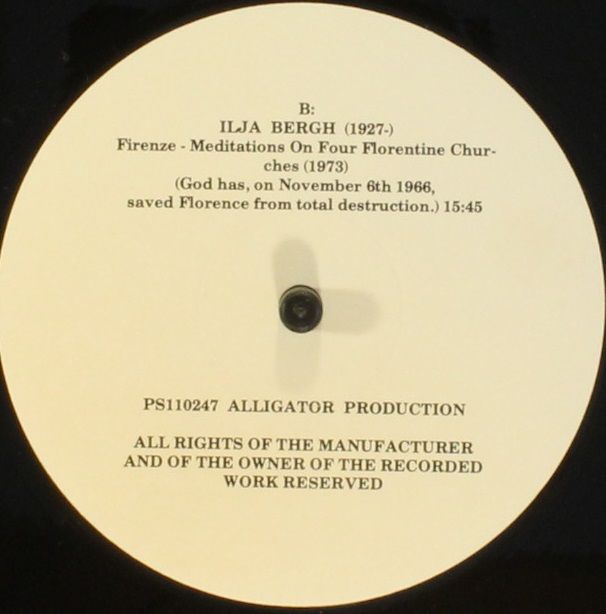 B:
ILJA BERGH (1927-)
Firenze - Meditations On Four Florentine Chur-
ches (1973)
(God has, on November 6th 1966,
saved Florence from total destruction.) 15:45
PS110247 ALLIGATOR PRODUCTION
ALL RIGHTS OF THE MANUFACTURER
AND OF THE OWNER OF THE RECORDED
WORK RESERVED